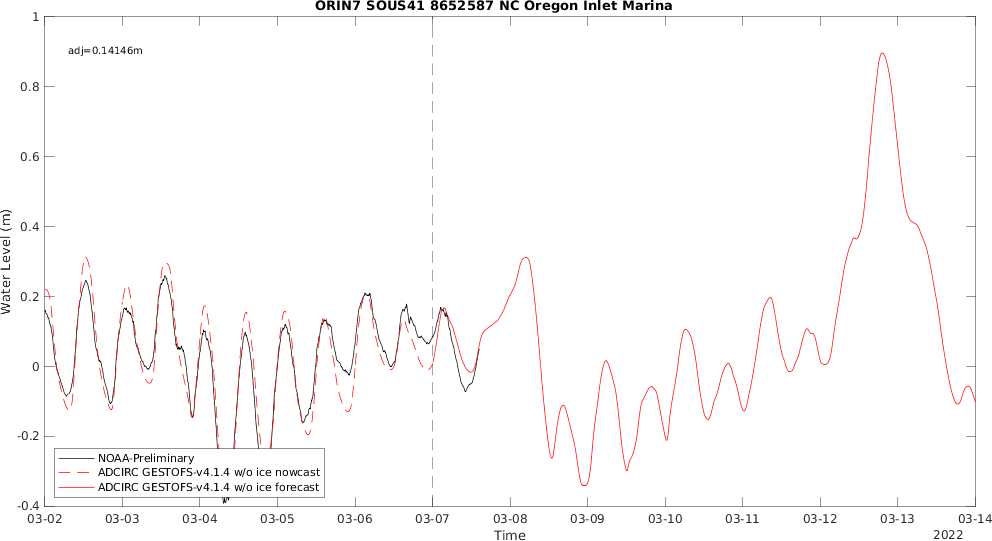 ORIN7 SOUS41 8652587 NC Oregon Inlet Marina
adj=0.14146m
Water Level (m)
1
0.8
0.6
0.4
0.2
0
-0.2
-0.4
NOAA-Preliminary
ADCIRC GESTOFS-v4.1.4 w/o ice nowcast
ADCIRC GESTOFS-v4.1.4 w/o ice forecast
03-02 03-03 03-04 03-05 03-06 03-07 03-08 03-09 03-10 03-11 03-12 03-13 03-14
Time
2022